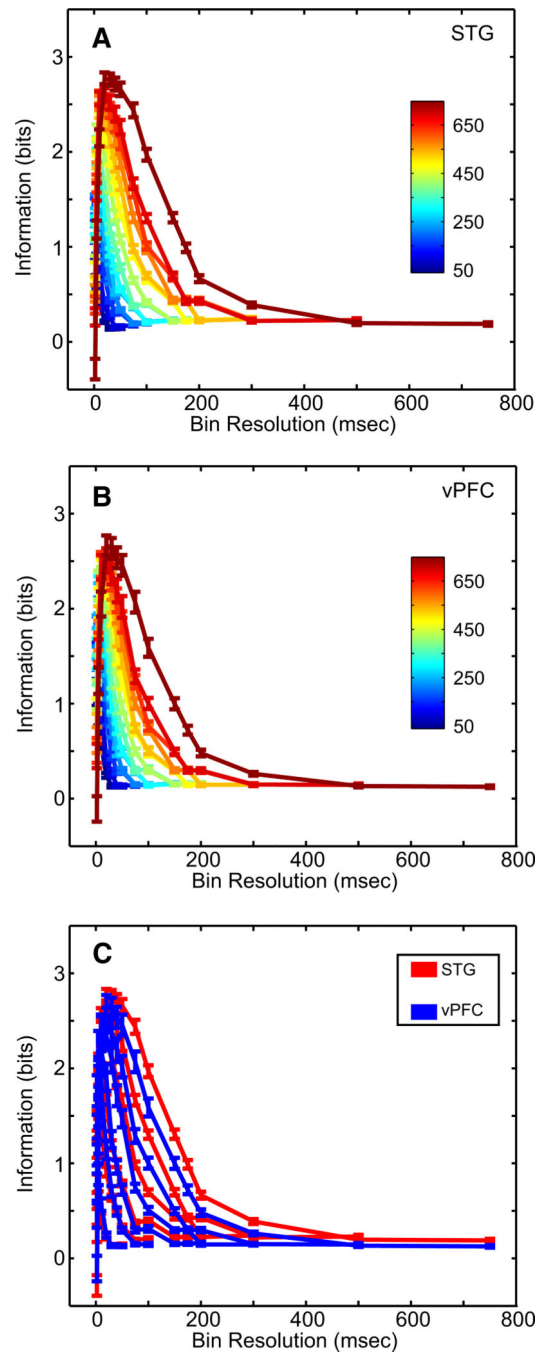 A
STG
3
2
1
0
Information (bits)
650
450
250
50
0 200 400 600 800
Bin Resolution (msec)
B
vPFC
3
2
1
0
Information (bits)
650
450
250
50
0 200 400 600 800
Bin Resolution (msec)
C
STG
vPFC
3
2
1
0
Information (bits)
0 200 400 600 800
Bin Resolution (msec)